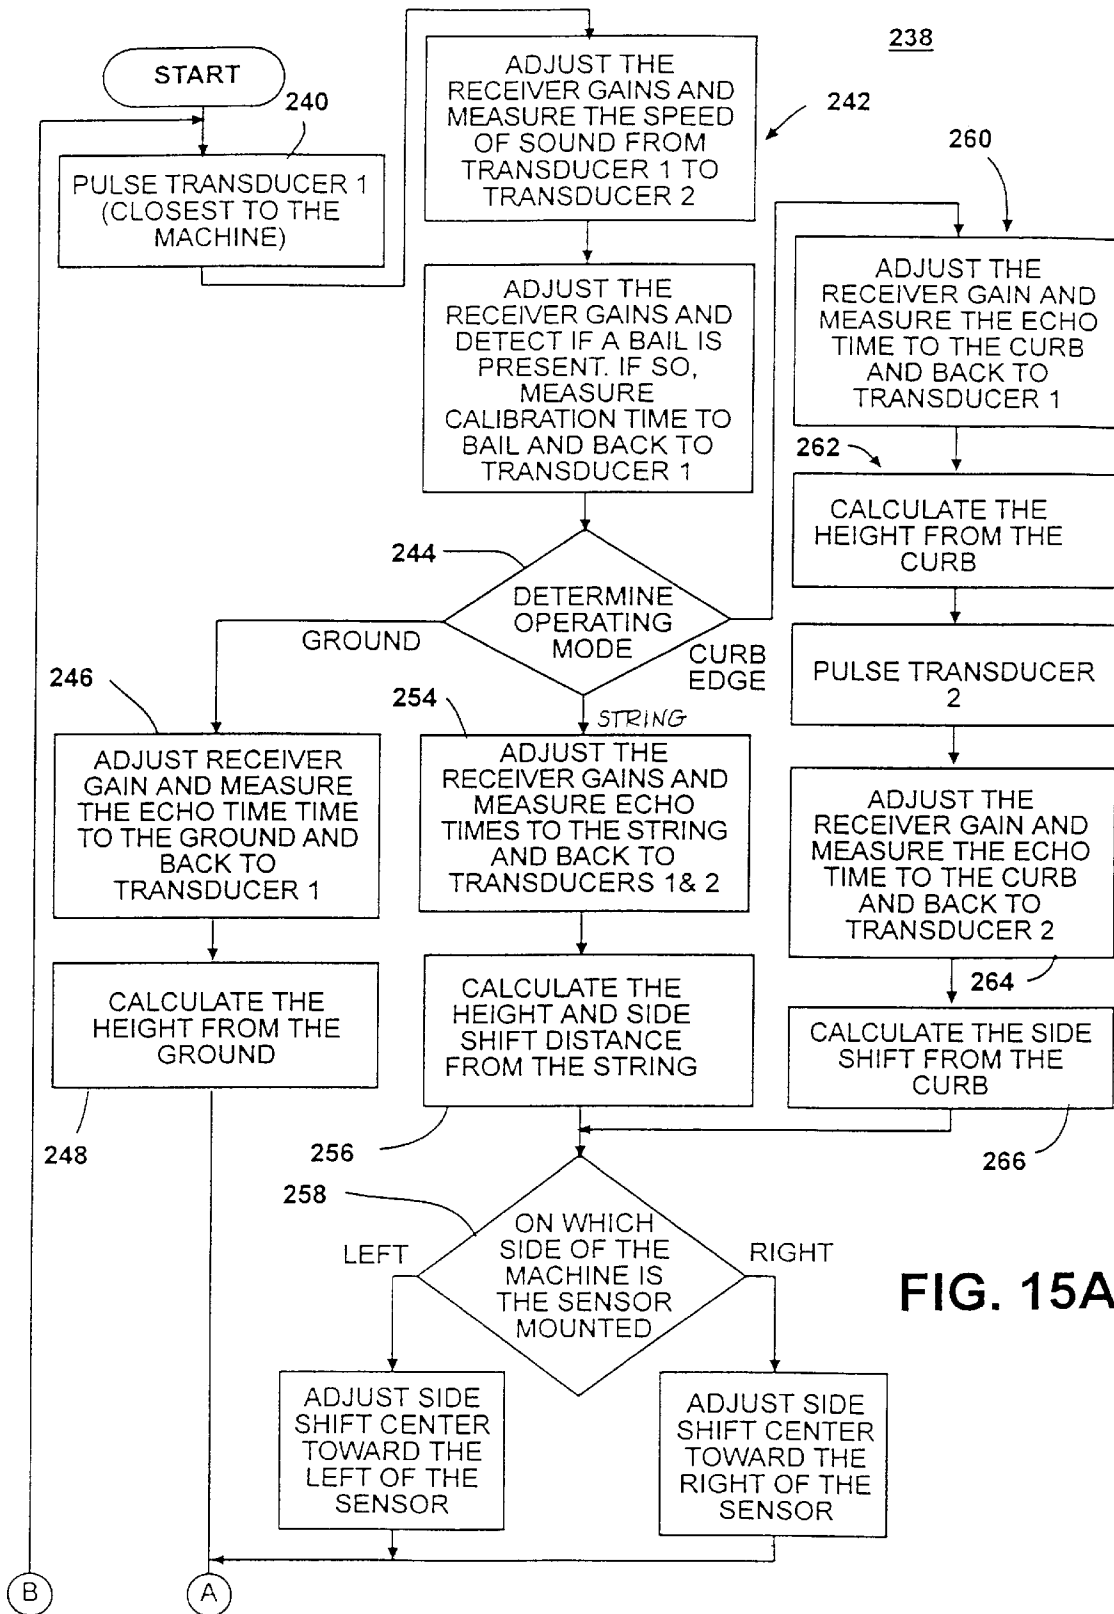 238
START
240
PULSE TRANSDUCER 1
(CLOSEST TO THE
MACHINE)
ADJUST THE
RECEIVER GAINS AND
MEASURE THE SPEED
OF SOUND FROM
TRANSDUCER 1 TO
TRANSDUCER 2
242
ADJUST THE
RECEIVER GAINS AND
DETECT IF A BAIL IS
PRESENT. IF SO,
MEASURE
CALIBRATION TIME TO
BAIL AND BACK TO
TRANSDUCER 1
244
DETERMINE
OPERATING
MODE
GROUND
CURB
EDGE
STRING
246
ADJUST RECEIVER
GAIN AND MEASURE
THE ECHO TIME TIME
TO THE GROUND AND
BACK TO
TRANSDUCER 1
CALCULATE THE
HEIGHT FROM THE
GROUND
248
254
ADJUST THE
RECEIVER GAINS AND
MEASURE ECHO
TIMES TO THE STRING
AND BACK TO
TRANSDUCERS 1& 2
CALCULATE THE
HEIGHT AND SIDE
SHIFT DISTANCE
FROM THE STRING
256
260
ADJUST THE
RECEIVER GAIN AND
MEASURE THE ECHO
TIME TO THE CURB
AND BACK TO
TRANSDUCER 1
262
CALCULATE THE
HEIGHT FROM THE
CURB
PULSE TRANSDUCER
2
ADJUST THE
RECEIVER GAIN AND
MEASURE THE ECHO
TIME TO THE CURB
AND BACK TO
TRANSDUCER 2
264
CALCULATE THE SIDE
SHIFT FROM THE
CURB
266
258
ON WHICH
SIDE OF THE
MACHINE IS
THE SENSOR
MOUNTED
LEFT
RIGHT
ADJUST SIDE
SHIFT CENTER
TOWARD THE
LEFT OF THE
SENSOR
ADJUST SIDE
SHIFT CENTER
TOWARD THE
RIGHT OF THE
SENSOR
FIG. 15A
B
A